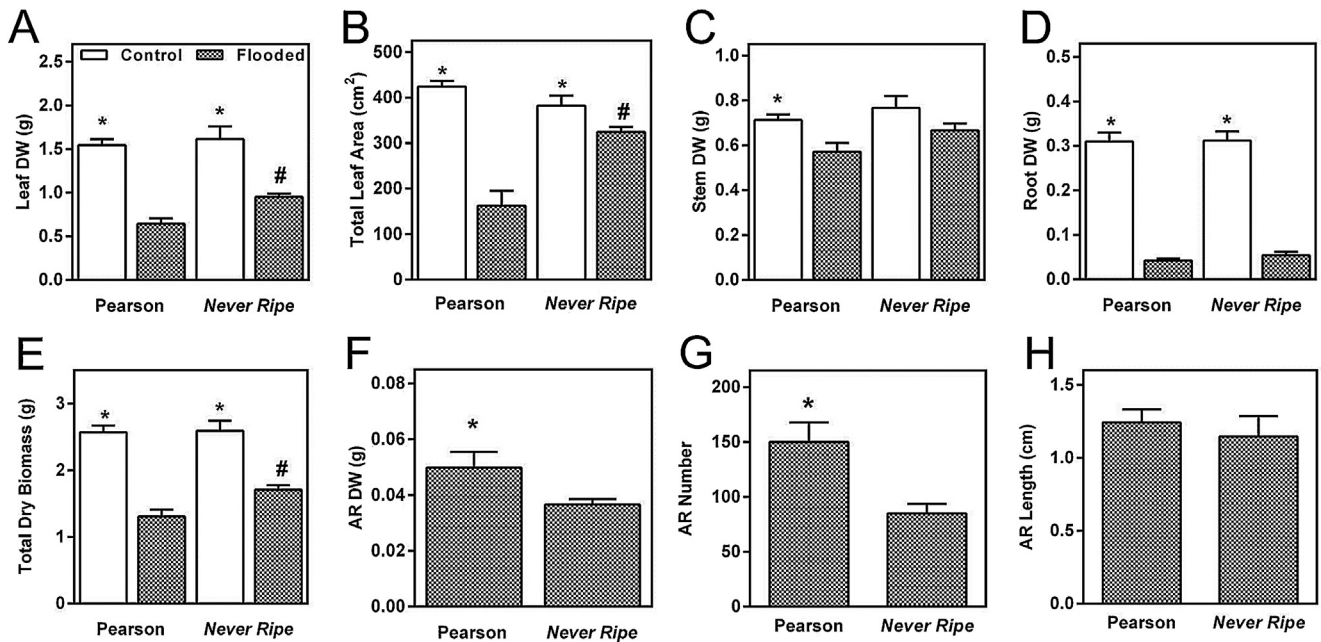 A
Control Flooded
Leaf DW (g)
2.5
2.0
1.5
1.0
0.5
0.0
*
*
#
Pearson Never Ripe
B
Total Leaf Area (cm²)
500
400
300
200
100
0
*
*
#
Pearson Never Ripe
C
Stem DW (g)
1.0
0.8
0.6
0.4
0.2
0.0
*
Pearson Never Ripe
D
Root DW (g)
0.5
0.4
0.3
0.2
0.1
0.0
*
*
Pearson Never Ripe
E
Total Dry Biomass (g)
3
2
1
0
*
*
#
Pearson Never Ripe
F
AR DW (g)
0.08
0.06
0.04
0.02
0.00
*
Pearson Never Ripe
G
AR Number
200
150
100
50
0
*
Pearson Never Ripe
H
AR Length (cm)
1.5
1.0
0.5
0.0
Pearson Never Ripe